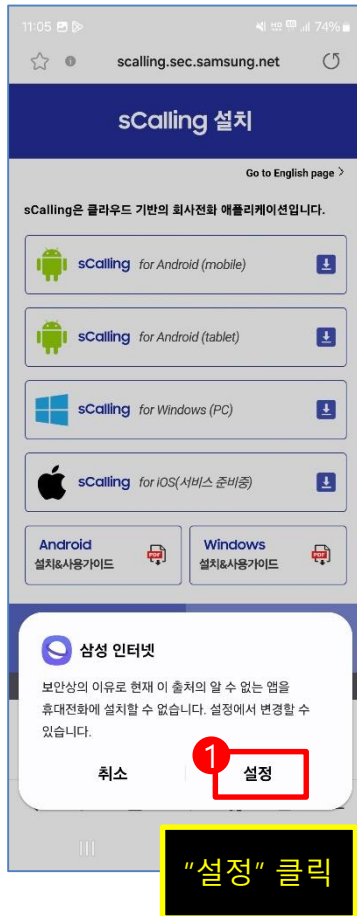 11:05
74%
scalling.sec.samsung.net
sCalling 설치
Go to English page >
sCalling은 클라우드 기반의 회사전화 애플리케이션입니다.
sCalling for Android (mobile)
sCalling for Android (tablet)
sCalling for Windows (PC)
sCalling for iOS(서비스 준비중)
Android
설치&사용가이드
PDF
Windows
설치&사용가이드
PDF
삼성 인터넷
보안상의 이유로 현재 이 출처의 알 수 없는 앱을
휴대전화에 설치할 수 없습니다. 설정에서 변경할 수
있습니다.
1
취소
설정
"설정" 클릭